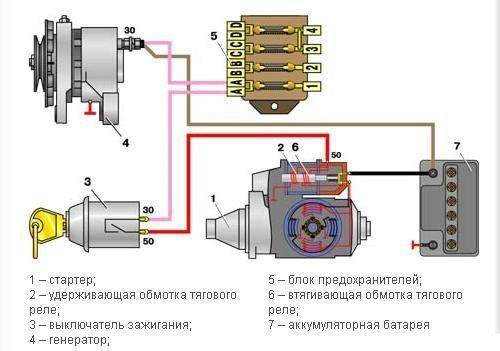 30
5
D
D
C
C
B
B
A
A
4
3
2
1
4
2 6
50
7
3
30
50
1
1 – стартер;
2 – удерживающая обмотка тягового
реле;
3 – выключатель зажигания;
4 – генератор;
5 – блок предохранителей;
6 – втягивающая обмотка тягового
реле;
7 – аккумуляторная батарея